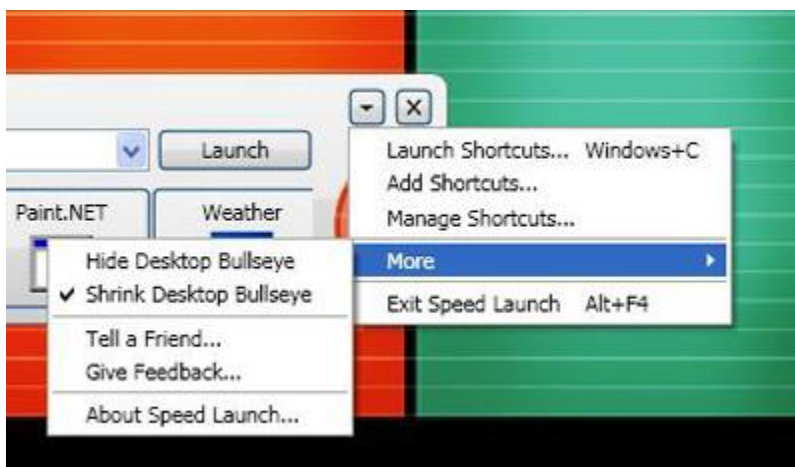 Launch
Launch Shortcuts... Windows+C
Add Shortcuts...
Paint.NET Weather
Manage Shortcuts...
More
Exit Speed Launch Alt+F4
Hide Desktop Bullseye
Shrink Desktop Bullseye
Tell a Friend...
Give Feedback...
About Speed Launch...